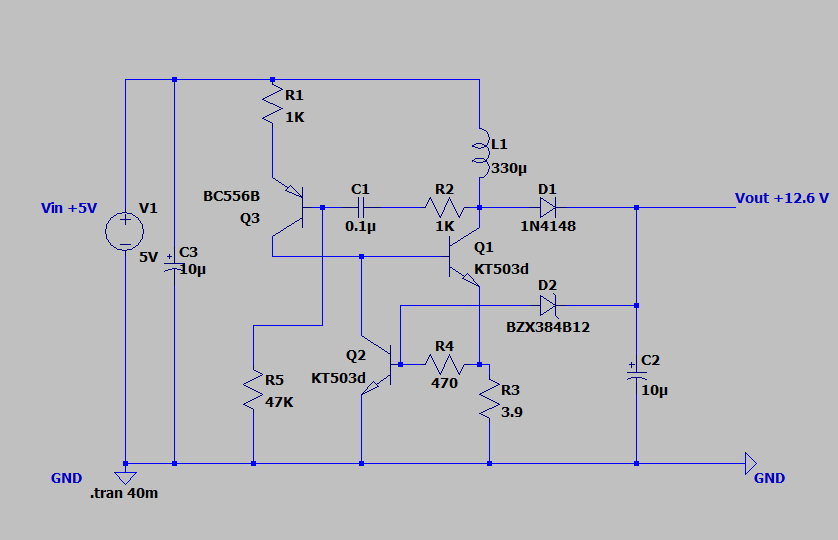 R1
1K
L1
330µ
BC556B
Q3
C1
0.1µ
R2
1K
D1
1N4148
Vout +12.6 V
Vin +5V
V1
5V
C3
10µ
Q1
KT503d
D2
BZX384B12
Q2
KT503d
R4
470
R5
47K
R3
3.9
C2
10µ
GND
.tran 40m
GND